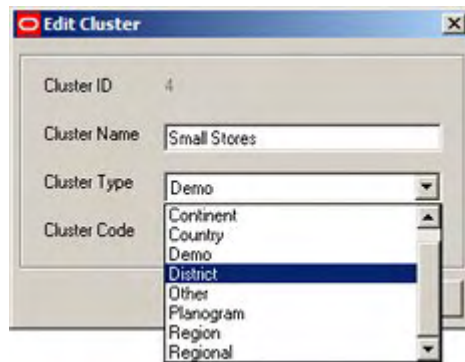 Edit Cluster
Cluster ID 4
Cluster Name Small Stores
Cluster Type Demo
Cluster Code
Continent
Country
Demo
District
Other
Planogram
Region
Regional